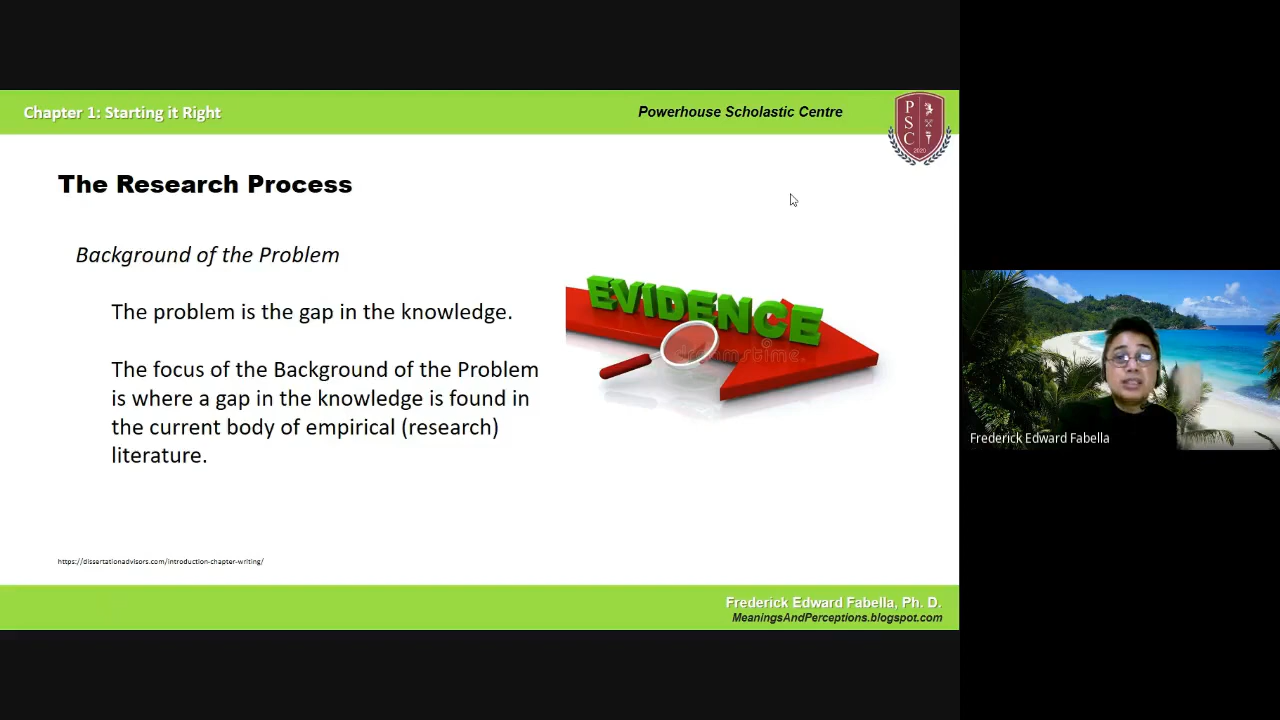 Chapter 1: Starting it Right
Powerhouse Scholastic Centre
P
S
C
2020
The Research Process
Background of the Problem
The problem is the gap in the knowledge.
The focus of the Background of the Problem
is where a gap in the knowledge is found in
the current body of empirical (research)
literature.
EVIDENCE
dreamstime.
https://dissertationadvisors.com/introduction-chapter-writing/
Frederick Edward Fabella, Ph. D.
MeaningsAndPerceptions.blogspot.com
Frederick Edward Fabella